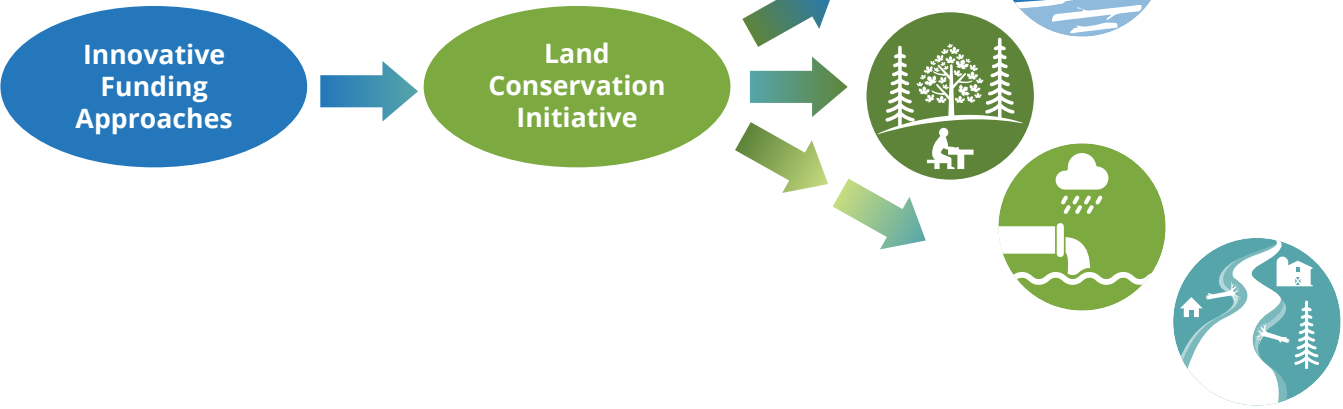 Innovative
Funding
Approaches
Land
Conservation
Initiative